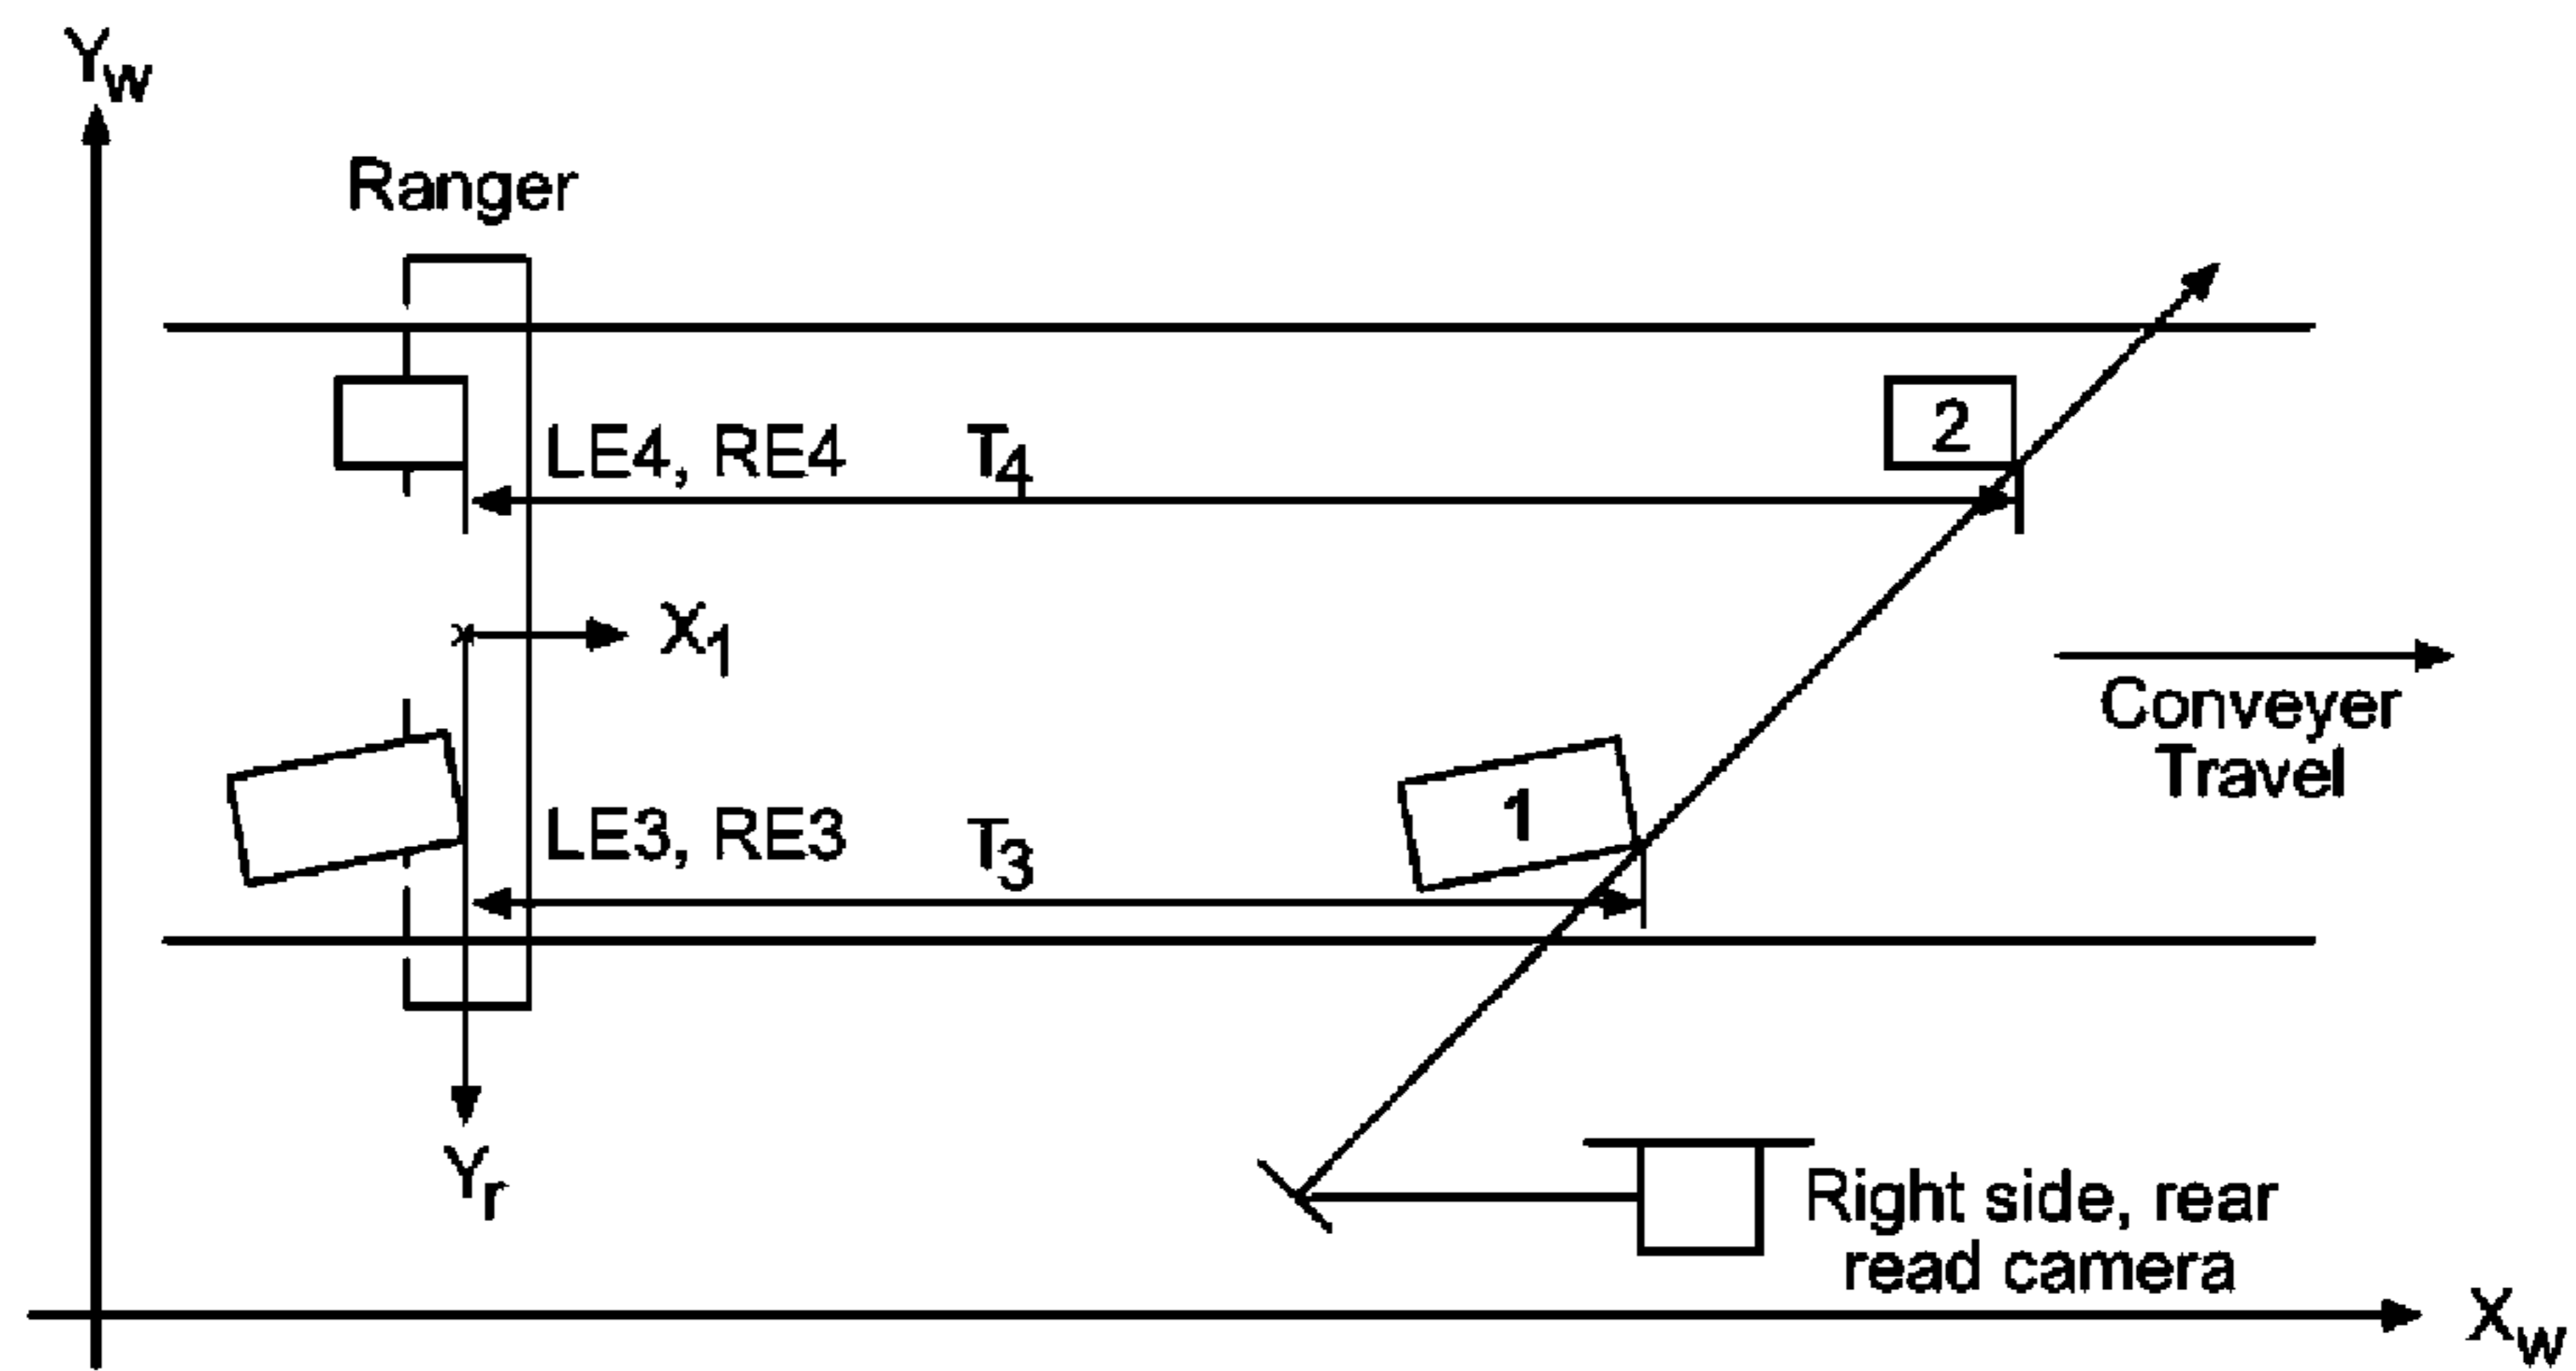 Yw
Ranger
LE4, RE4 T4
2
X1
Conveyer
Travel
LE3, RE3 T3
1
Yr
Right side, rear
read camera
Xw